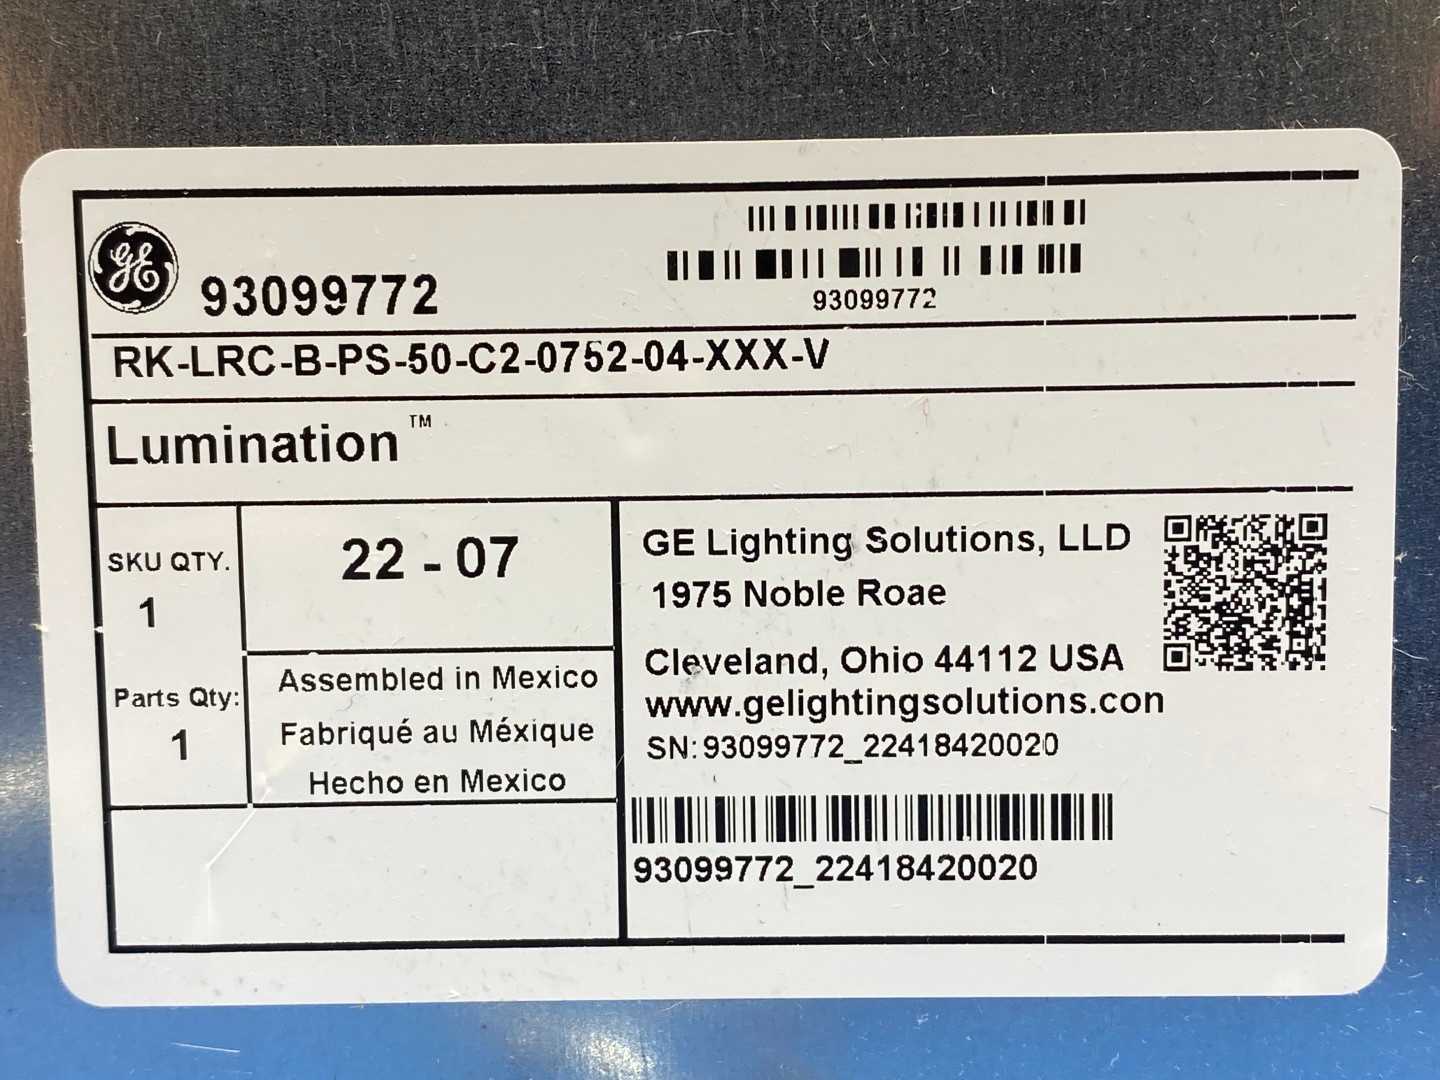 GE
93099772
93099772
RK-LRC-B-PS-50-C2-0752-04-XXX-V
Lumination™
SKU QTY.
1
Parts Qty:
1
22 - 07
Assembled in Mexico
Fabriqué au Méxique
Hecho en Mexico
GE Lighting Solutions, LLD
1975 Noble Roae
Cleveland, Ohio 44112 USA
www.gelightingsolutions.con
SN: 93099772_22418420020
93099772_22418420020